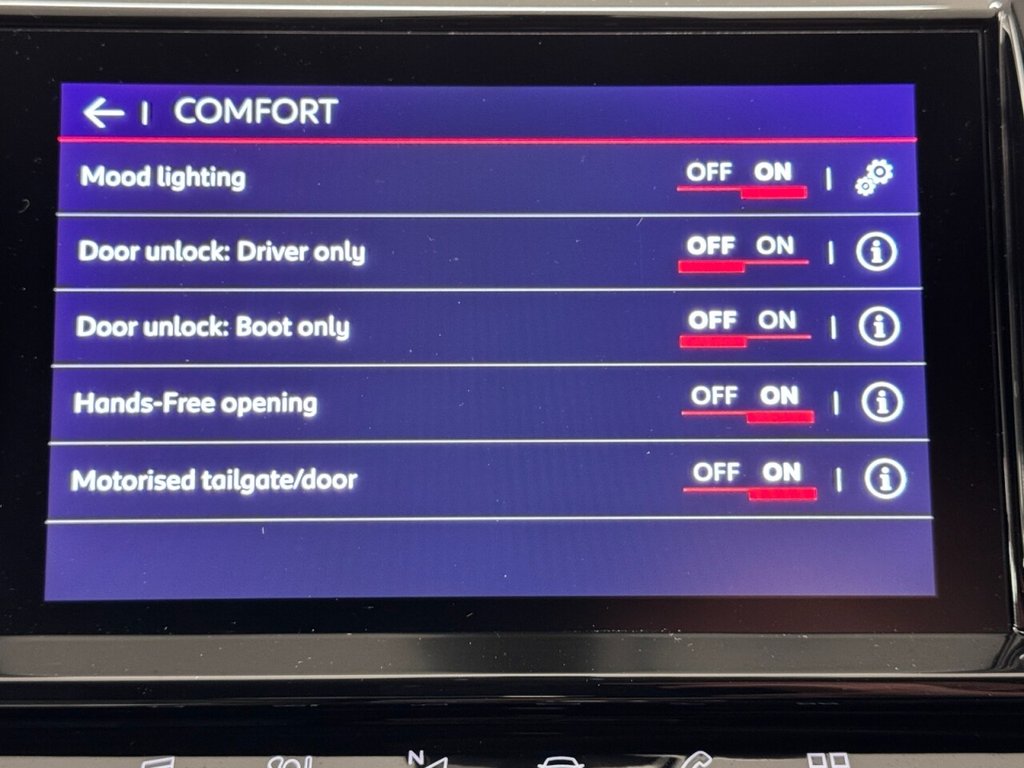 COMFORT
Mood lighting OFF ON
Door unlock: Driver only OFF ON
Door unlock: Boot only OFF ON
Hands-Free opening OFF ON
Motorised tailgate/door OFF ON
N